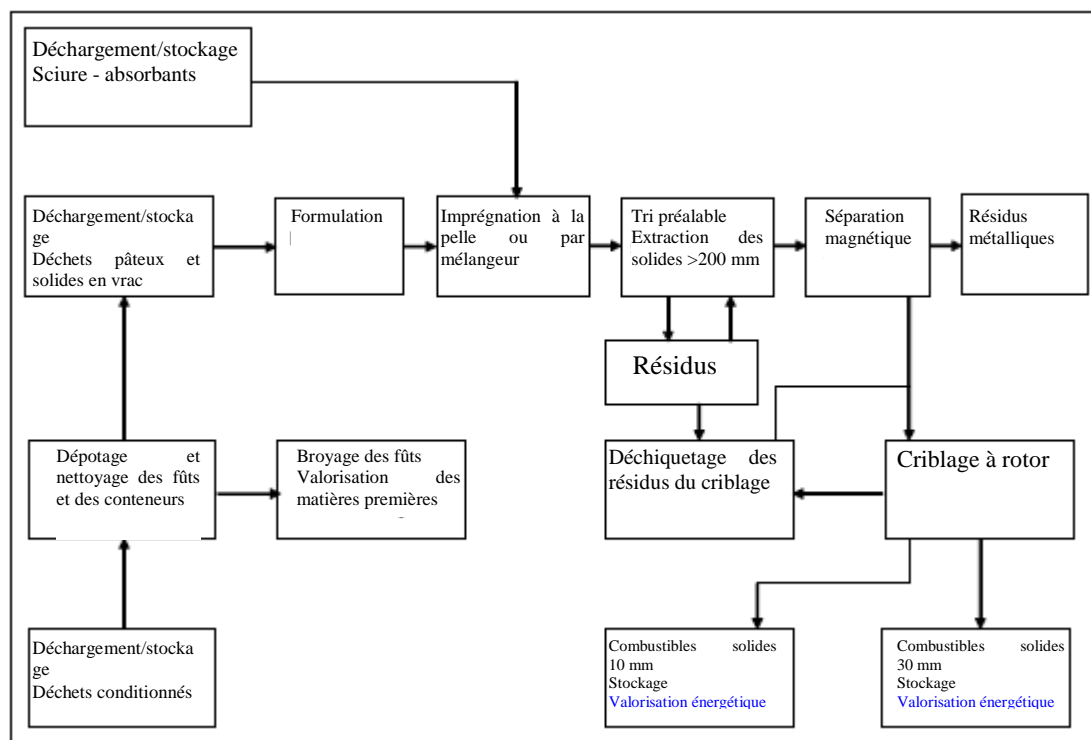 Déchargement/stockage
Sciure - absorbants
Déchargement/stocka
ge
Déchets pâteux et
solides en vrac
Formulation
Imprégnation à la
pelle ou par
mélangeur
Tri préalable
Extraction des
solides >200 mm
Séparation
magnétique
Résidus
métalliques
Résidus
Dépotage et
nettoyage des fûts
et des conteneurs
Broyage des fûts
Valorisation des
matières premières
Déchiquetage des
résidus du criblage
Criblage à rotor
Déchargement/stocka
ge
Déchets conditionnés
Combustibles solides
10 mm
Stockage
Valorisation énergétique
Combustibles solides
30 mm
Stockage
Valorisation énergétique